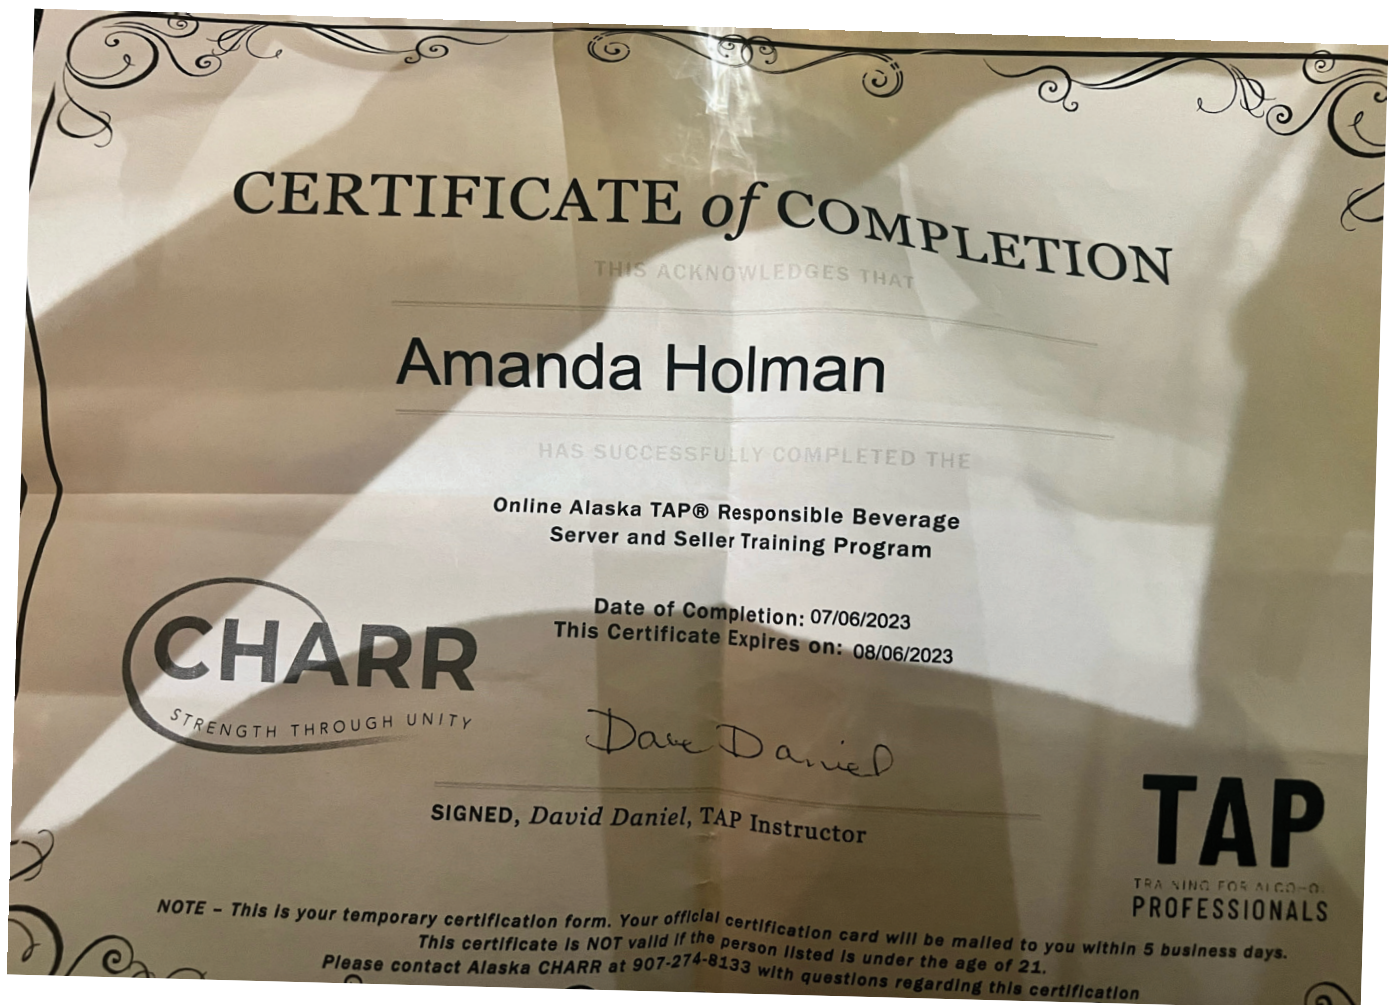 CERTIFICATE of COMPLETION
THIS ACKNOWLEDGES THAT
Amanda Holman
HAS SUCCESSFULLY COMPLETED THE
Online Alaska TAP® Responsible Beverage
Server and Seller Training Program
Date of Completion: 07/06/2023
This Certificate Expires on: 08/06/2023
CHARR
STRENGTH THROUGH UNITY
Dave Daniel
SIGNED, David Daniel, TAP Instructor
TAP
TRAINING FOR ALCOHOL
PROFESSIONALS
NOTE – This is your temporary certification form. Your official certification card will be mailed to you within 5 business days.
This certificate is NOT valid if the person listed is under the age of 21.
Please contact Alaska CHARR at 907-274-8133 with questions regarding this certification